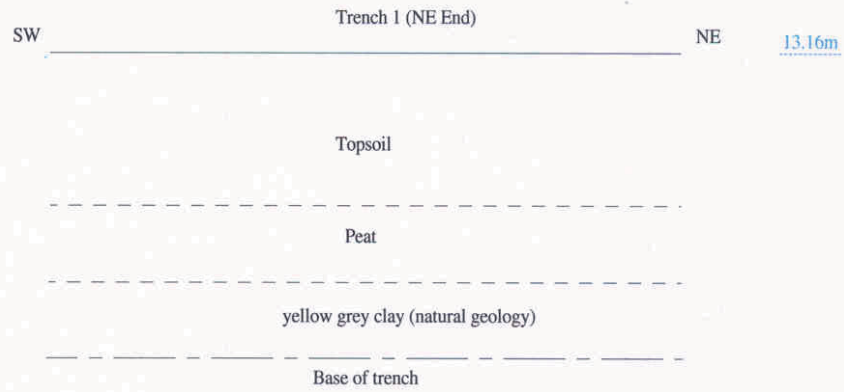 Trench 1 (NE End)
SW
NE
13.16m
Topsoil
Peat
yellow grey clay (natural geology)
Base of trench